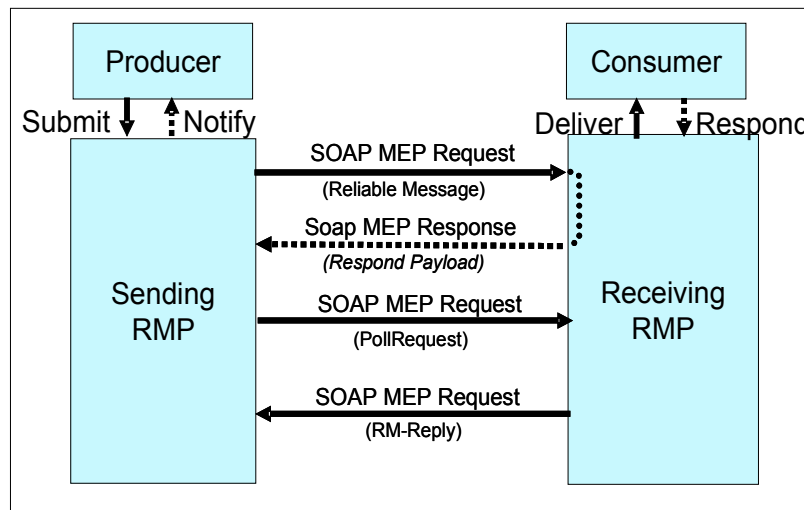 Producer
Consumer
Submit
Notify
Deliver
Respond
SOAP MEP Request
(Reliable Message)
Soap MEP Response
(Respond Payload)
Sending
RMP
Receiving
RMP
SOAP MEP Request
(PollRequest)
SOAP MEP Request
(RM-Reply)